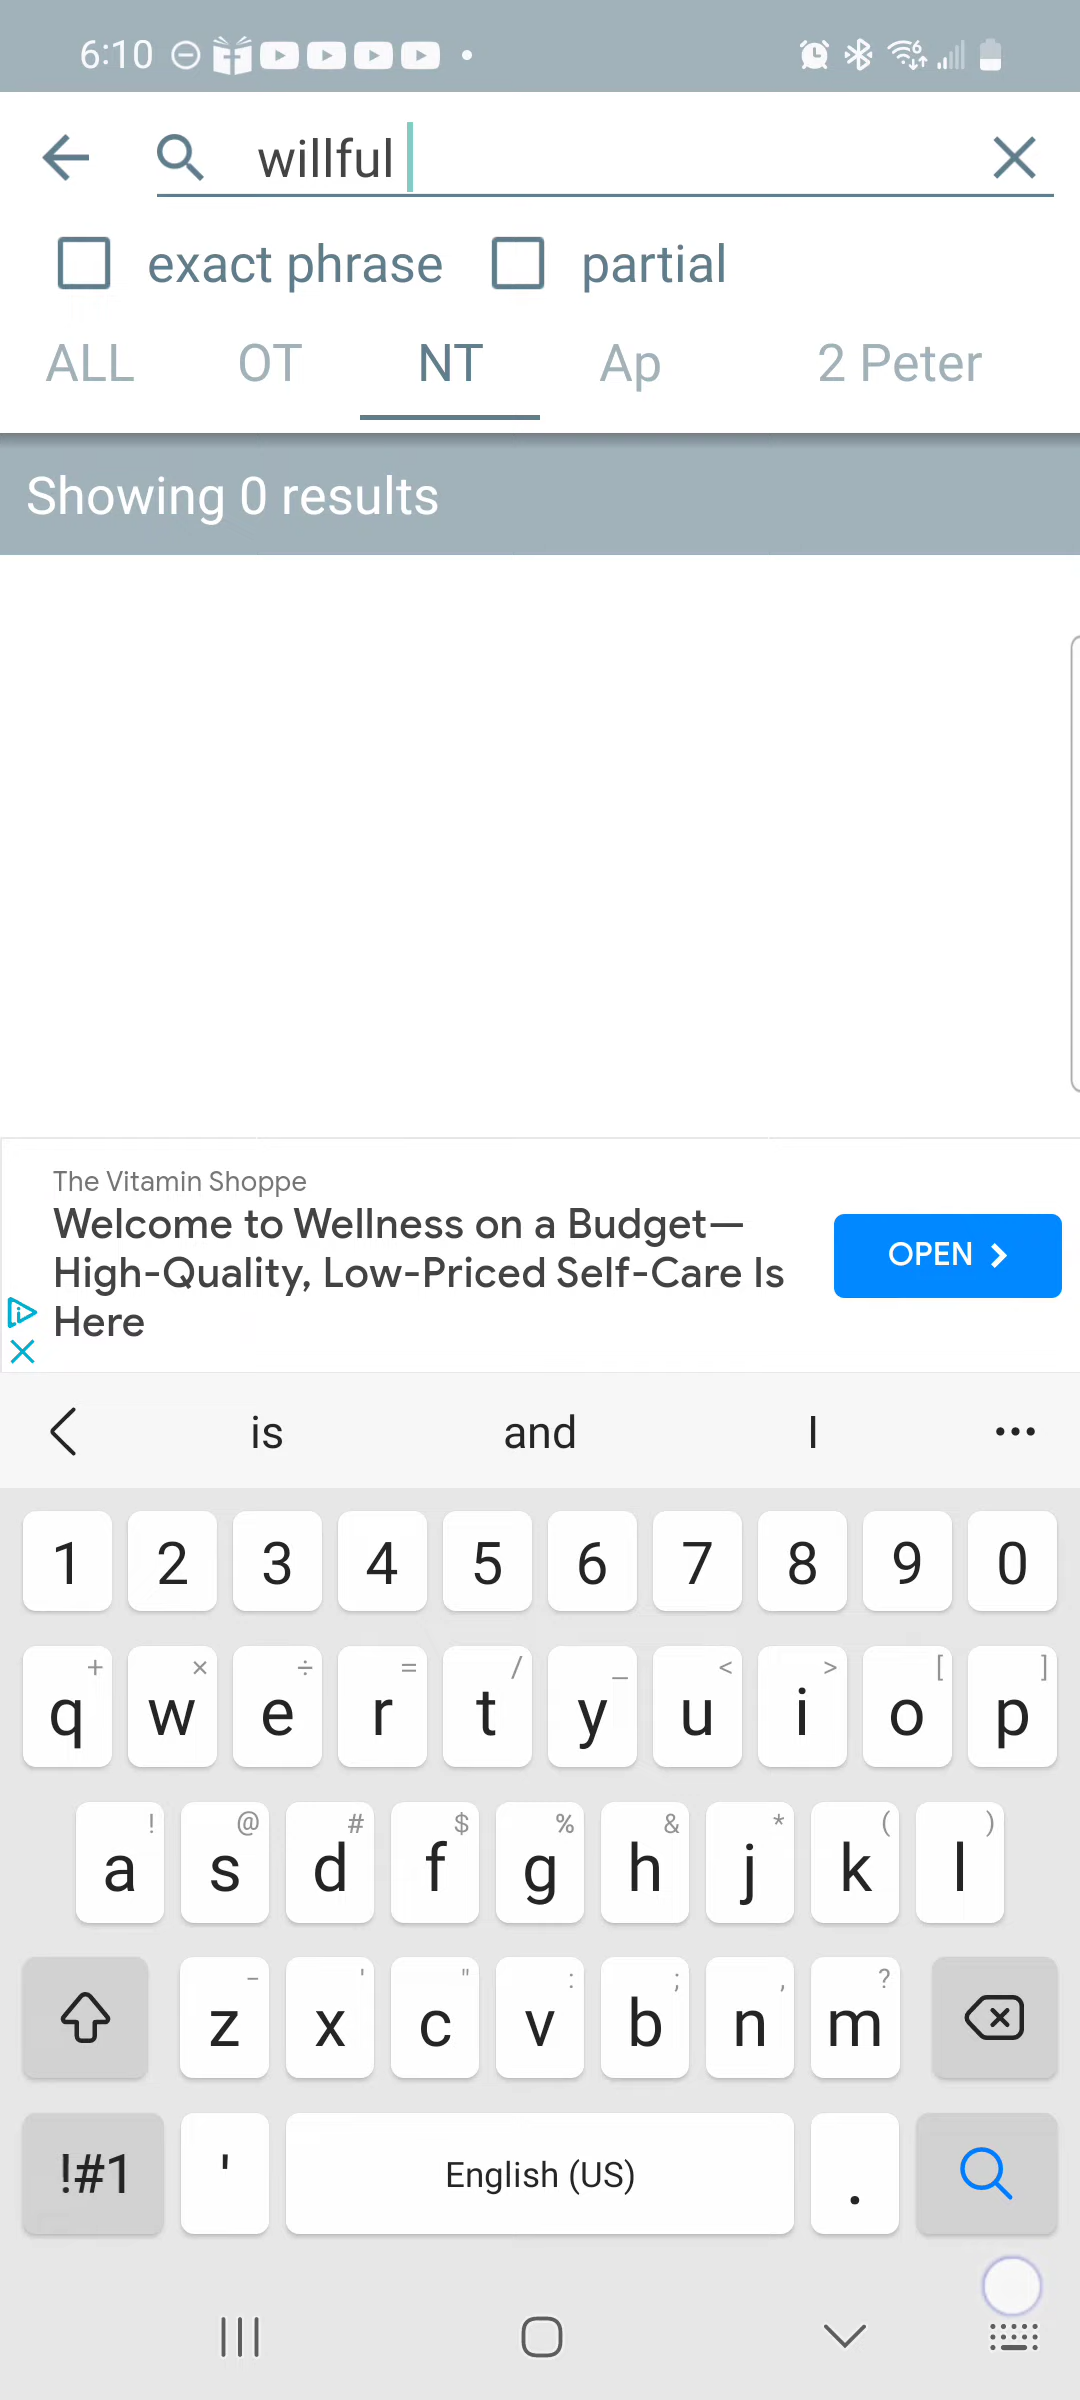 6:10
willful
exact phrase partial
ALL OT NT Ap 2 Peter
Showing 0 results
The Vitamin Shoppe
Welcome to Wellness on a Budget—
High-Quality, Low-Priced Self-Care Is
Here
OPEN
is and I ...
1 2 3 4 5 6 7 8 9 0
+ × ÷ = / _ < > [ ]
q w e r t y u i o p
! @ # $ % & * ( )
a s d f g h j k l
- ' " : ; , ?
z x c v b n m
!#1 ' English (US) .